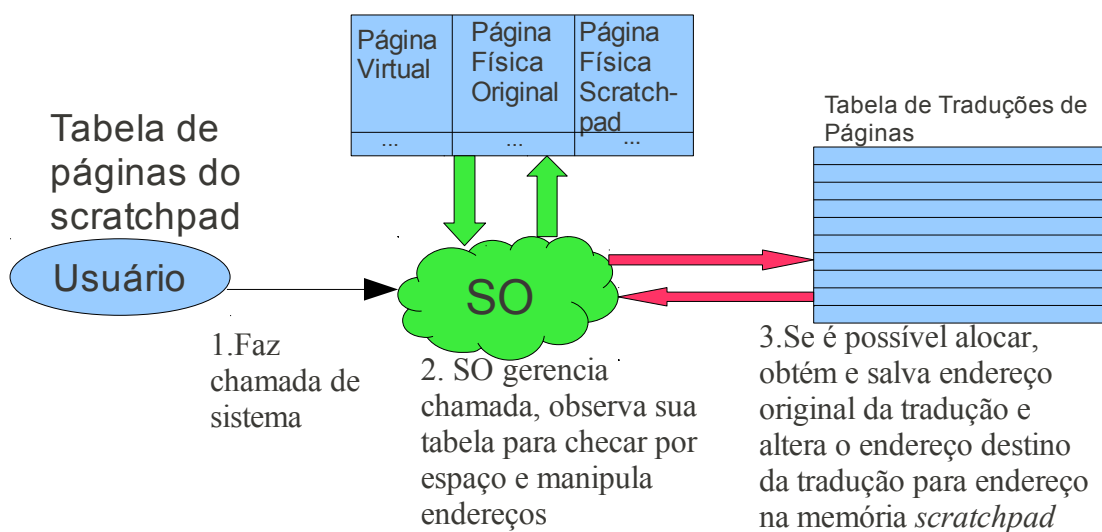 Página
Virtual
Página
Física
Original
Página
Física
Scratch-
pad
...
...
...
Tabela de
páginas do
scratchpad
Tabela de Traduções de
Páginas
Usuário
SO
1.Faz
chamada de
sistema
2. SO gerencia
chamada, observa sua
tabela para checar por
espaço e manipula
endereços
3.Se é possível alocar,
obtém e salva endereço
original da tradução e
altera o endereço destino
da tradução para endereço
na memória scratchpad